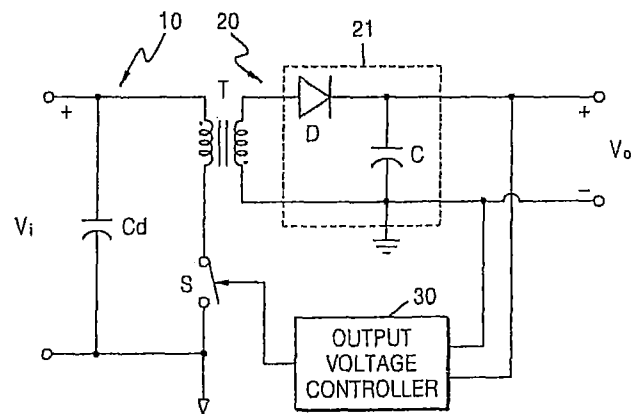 10
20
21
T
+
D
C
+
Vo
−
Vi
Cd
S
30
OUTPUT
VOLTAGE
CONTROLLER